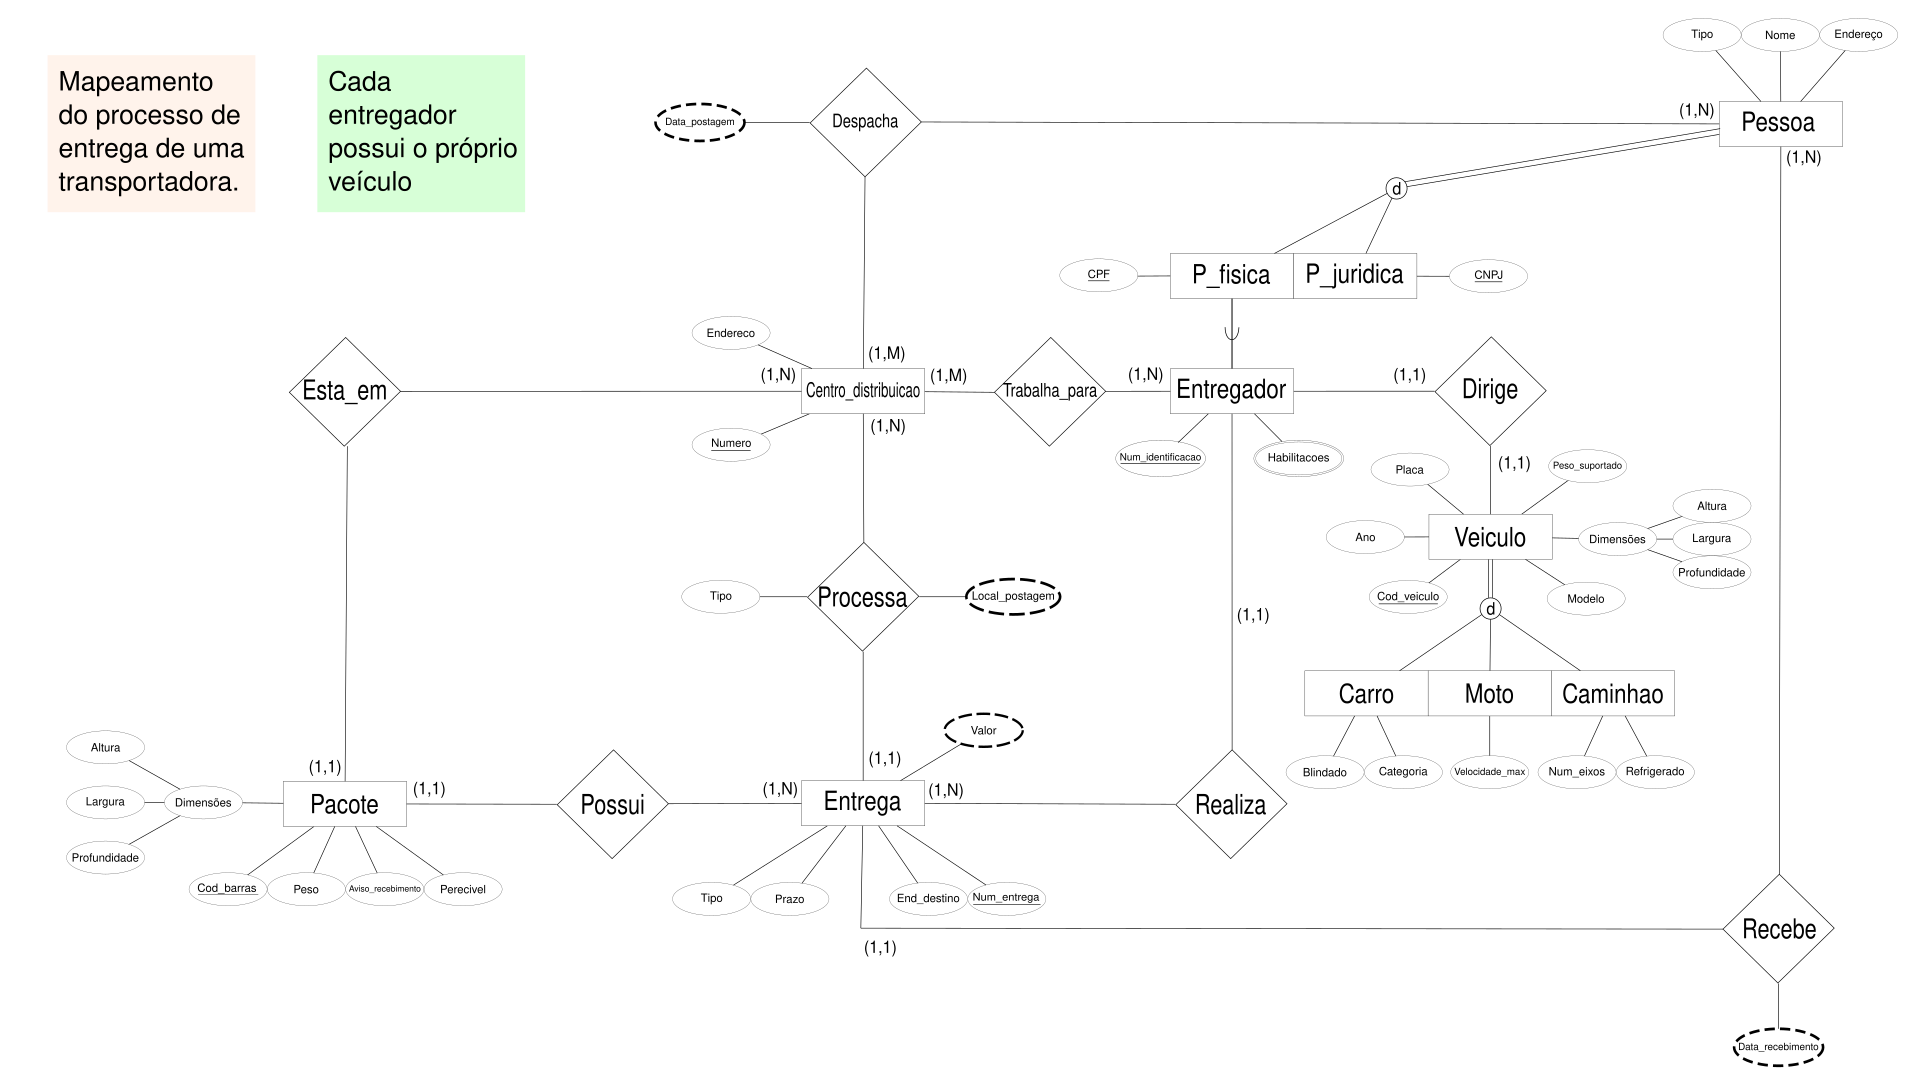 Tipo
Nome
Endereço
Mapeamento
do processo de
entrega de uma
transportadora.
Cada
entregador
possui o próprio
veículo
Data_postagem
Despacha
(1,N)
Pessoa
(1,N)
d
CPF
P_fisica
P_juridica
CNPJ
Endereco
(1,M)
Esta_em
(1,N)
Centro_distribuicao
(1,M)
Trabalha_para
(1,N)
Entregador
(1,1)
Dirige
Numero
(1,N)
Num_identificacao
Habilitacoes
(1,1)
Placa
Peso_suportado
Altura
Ano
Veiculo
Dimensões
Largura
Profundidade
Tipo
Processa
Local_postagem
Cod_veiculo
Modelo
d
(1,1)
Carro
Moto
Caminhao
Valor
Altura
(1,1)
(1,1)
Blindado
Categoria
Velocidade_max
Num_eixos
Refrigerado
Largura
Dimensões
Pacote
(1,1)
Possui
(1,N)
Entrega
(1,N)
Realiza
Profundidade
Cod_barras
Peso
Aviso_recebimento
Perecivel
Tipo
Prazo
End_destino
Num_entrega
(1,1)
Recebe
Data_recebimento